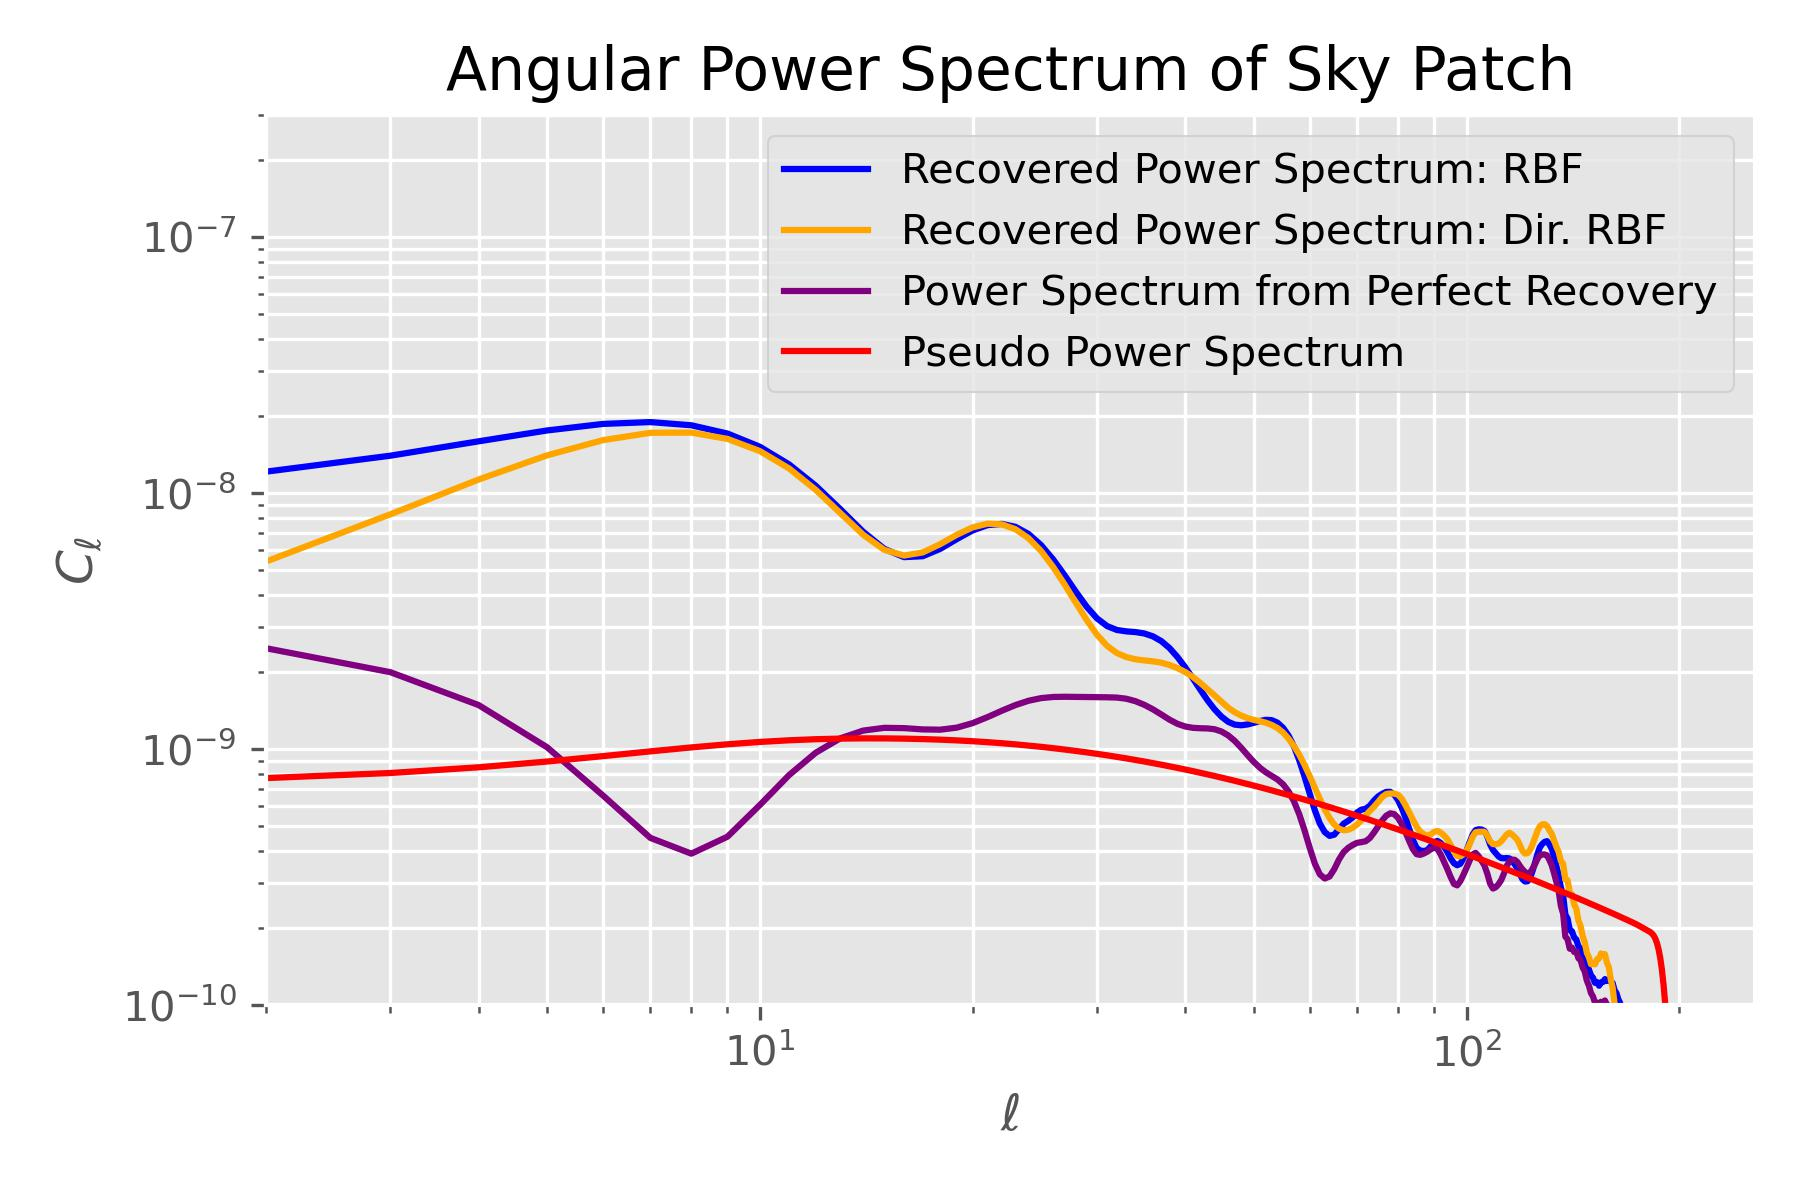 Angular Power Spectrum of Sky Patch
Recovered Power Spectrum: RBF
Recovered Power Spectrum: Dir. RBF
Power Spectrum from Perfect Recovery
Pseudo Power Spectrum
10⁻⁷
10⁻⁸
10⁻⁹
10⁻¹⁰
C_ℓ
10¹
10²
ℓ